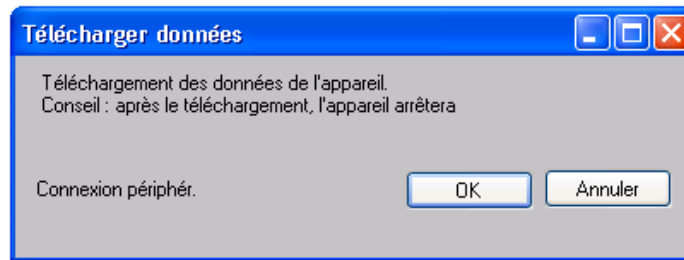 Télécharger données
Téléchargement des données de l'appareil.
Conseil : après le téléchargement, l'appareil arrêtera
Connexion périphér.
OK
Annuler